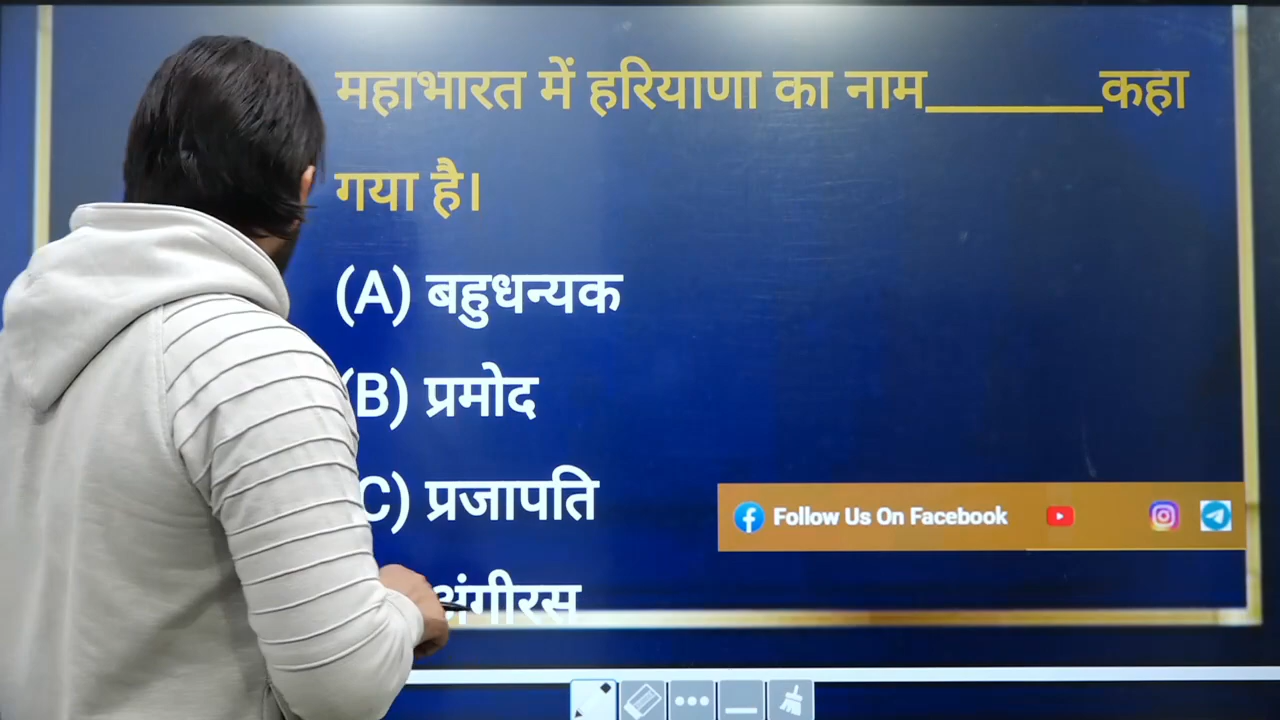 महाभारत में हरियाणा का नाम_______कहा
गया है।
(A) बहुधन्यक
(B) प्रमोद
C) प्रजापति
अंगीरस
Follow Us On Facebook